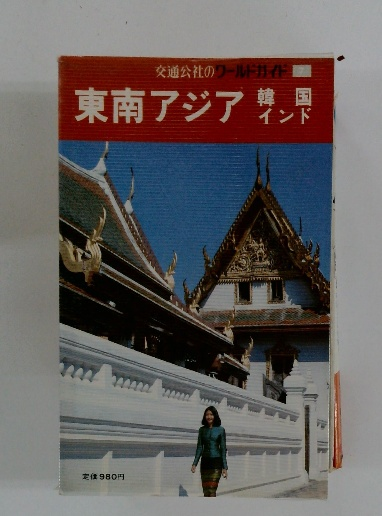 交通公社のワールドガイド
東南アジア 韓国
インド
定価980円